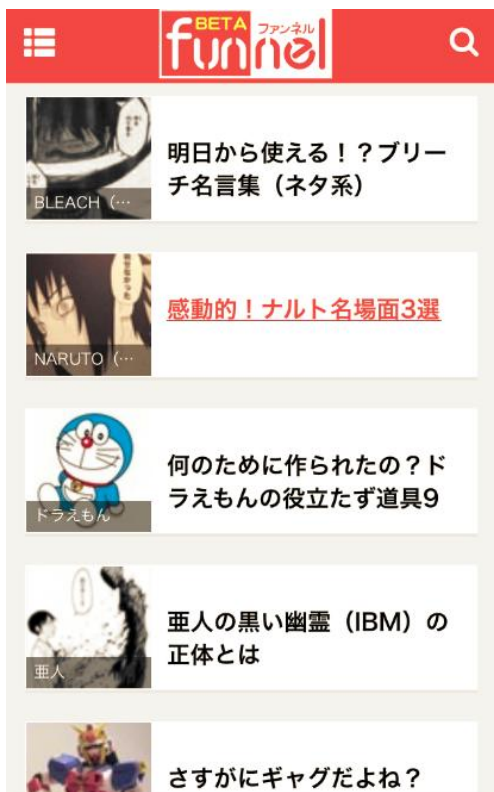 BETA
ファンネル
funnel
明日から使える！？ブリー
チ名言集（ネタ系）
BLEACH（…
感動的！ナルト名場面3選
NARUTO（…
何のために作られたの？ド
ラえもんの役立たず道具9
ドラえもん
亜人の黒い幽霊（IBM）の
正体とは
亜人
さすがにギャグだよね？